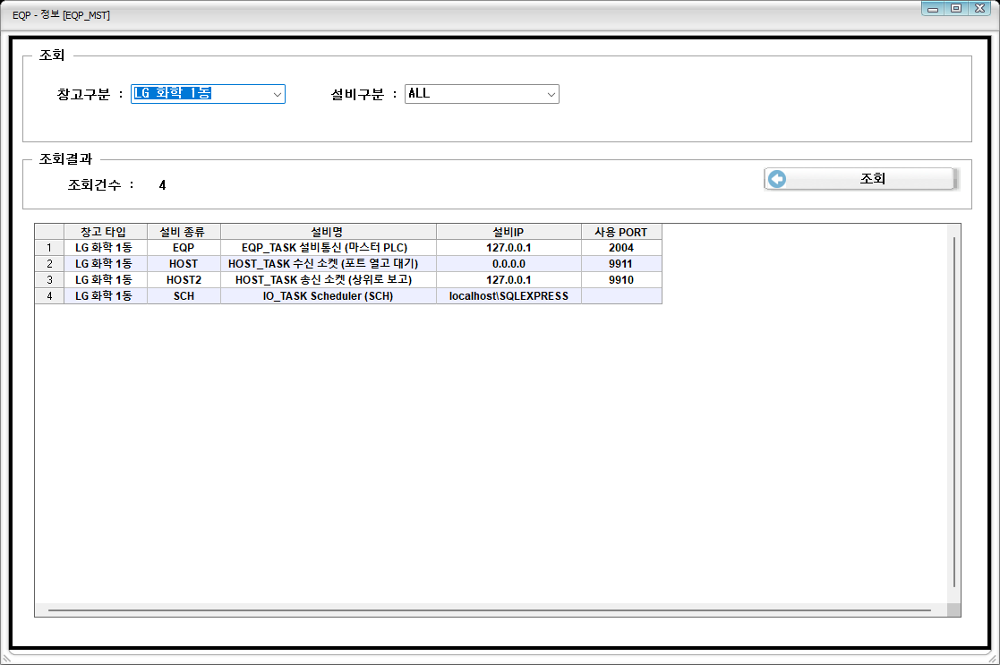 EQP - 정보 [EQP_MST]
조회
창고구분 : LG 화학 1동 설비구분 : ALL
조회결과
조회건수 : 4 조회
창고 타입 설비 종류 설비명 설비IP 사용 PORT
1 LG 화학 1동 EQP EQP_TASK 설비통신 (마스터 PLC) 127.0.0.1 2004
2 LG 화학 1동 HOST HOST_TASK 수신 소켓 (포트 열고 대기) 0.0.0.0 9911
3 LG 화학 1동 HOST2 HOST_TASK 송신 소켓 (상위로 보고) 127.0.0.1 9910
4 LG 화학 1동 SCH IO_TASK Scheduler (SCH) localhost\SQLEXPRESS